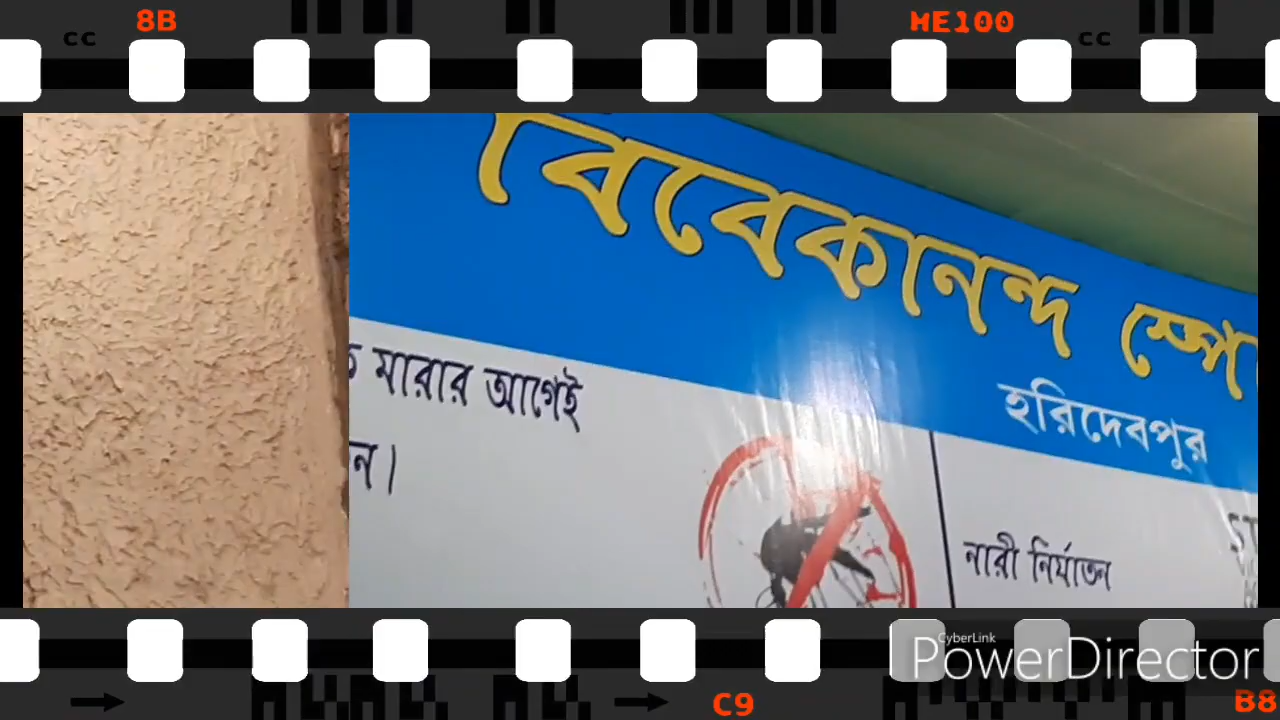 8B
ME100
cc
cc
বিবেকানন্দ স্পো
হরিদেবপুর
মারার আগেই
ন।
নারী নির্যাতন
CyberLink
PowerDirector
C9
B8